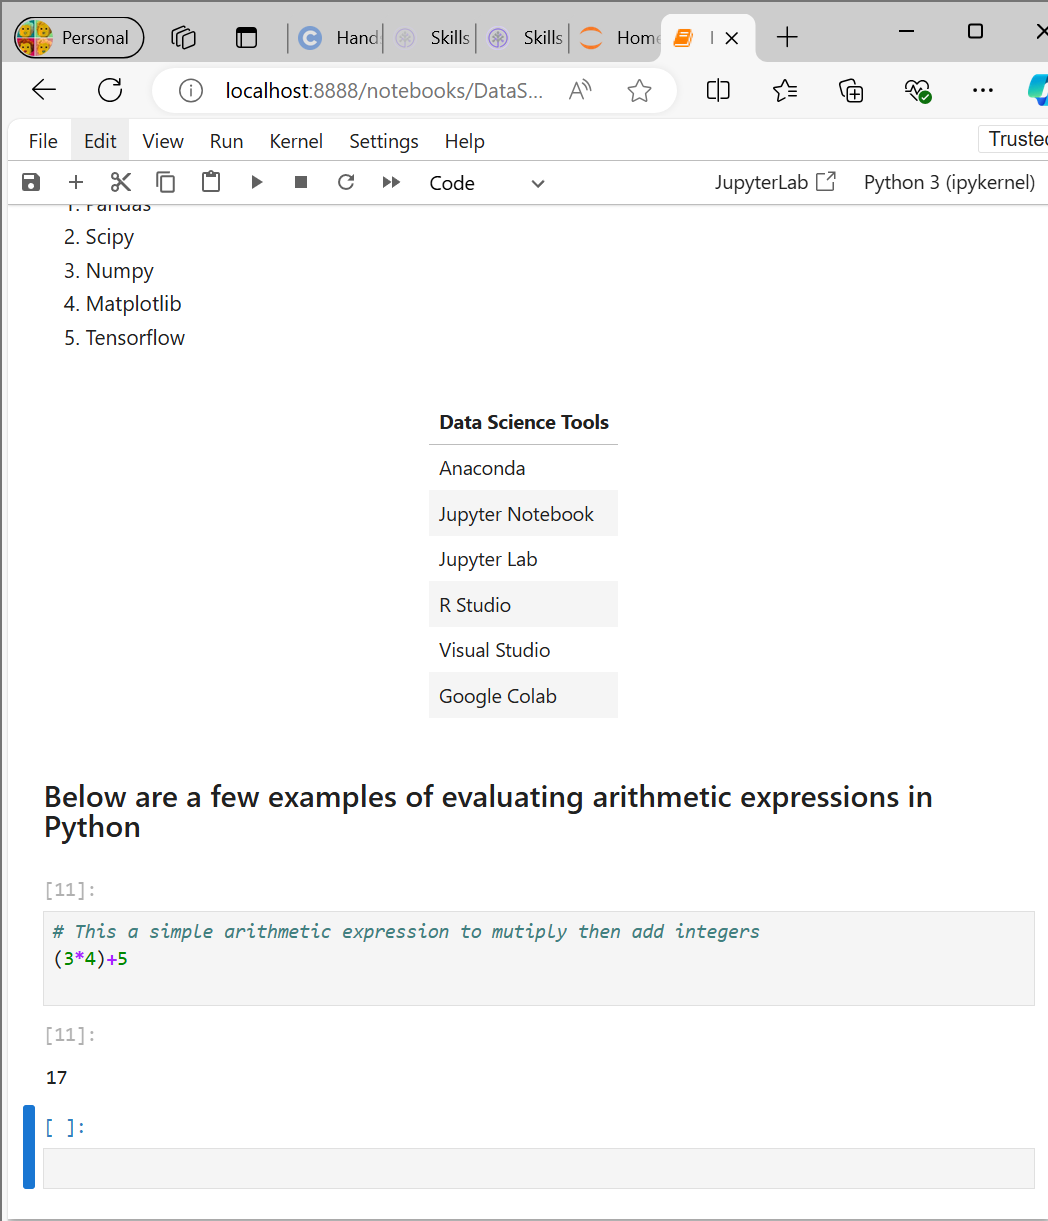 Personal
Hand
Skills
Skills
Home
localhost:8888/notebooks/DataS...
File Edit View Run Kernel Settings Help
Trusted
Code
JupyterLab Python 3 (ipykernel)
1. Pandas
2. Scipy
3. Numpy
4. Matplotlib
5. Tensorflow
Data Science Tools
Anaconda
Jupyter Notebook
Jupyter Lab
R Studio
Visual Studio
Google Colab
Below are a few examples of evaluating arithmetic expressions in
Python
[11]:
# This a simple arithmetic expression to mutiply then add integers
(3*4)+5
[11]:
17
[ ]: